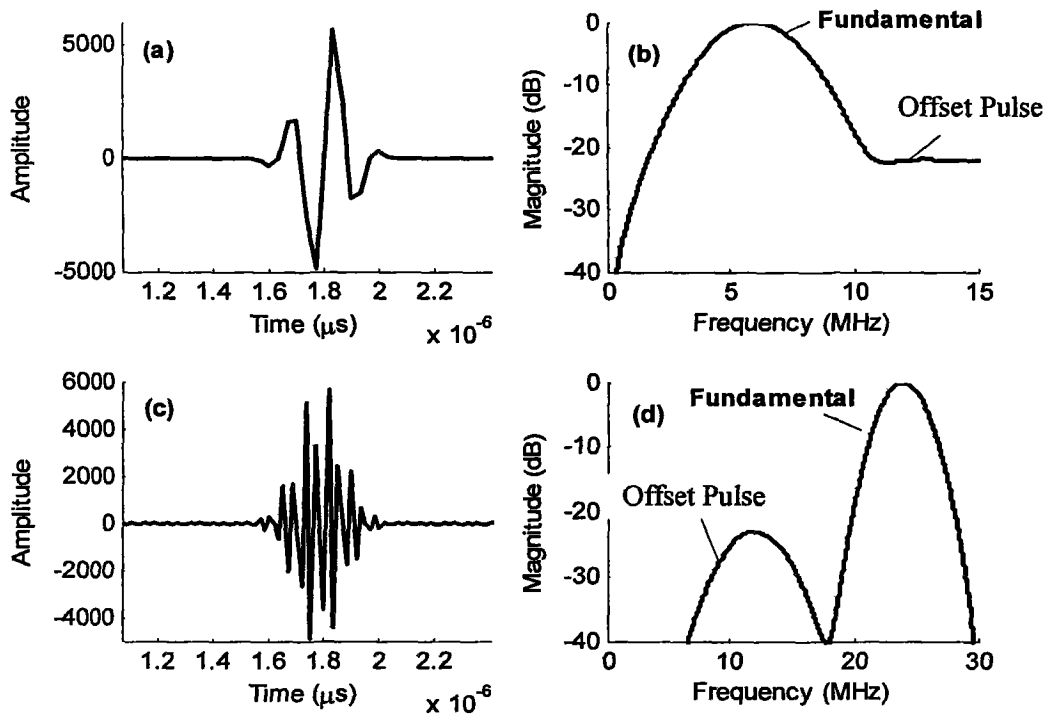 (a)
Amplitude
5000
0
-5000
1.2 1.4 1.6 1.8 2 2.2
Time (μs)
x 10^-6
(b)
Magnitude (dB)
0
-10
-20
-30
-40
Fundamental
Offset Pulse
0 5 10 15
Frequency (MHz)
(c)
Amplitude
6000
4000
2000
0
-2000
-4000
1.2 1.4 1.6 1.8 2 2.2
Time (μs)
x 10^-6
(d)
Magnitude (dB)
0
-10
-20
-30
-40
Fundamental
Offset Pulse
0 10 20 30
Frequency (MHz)